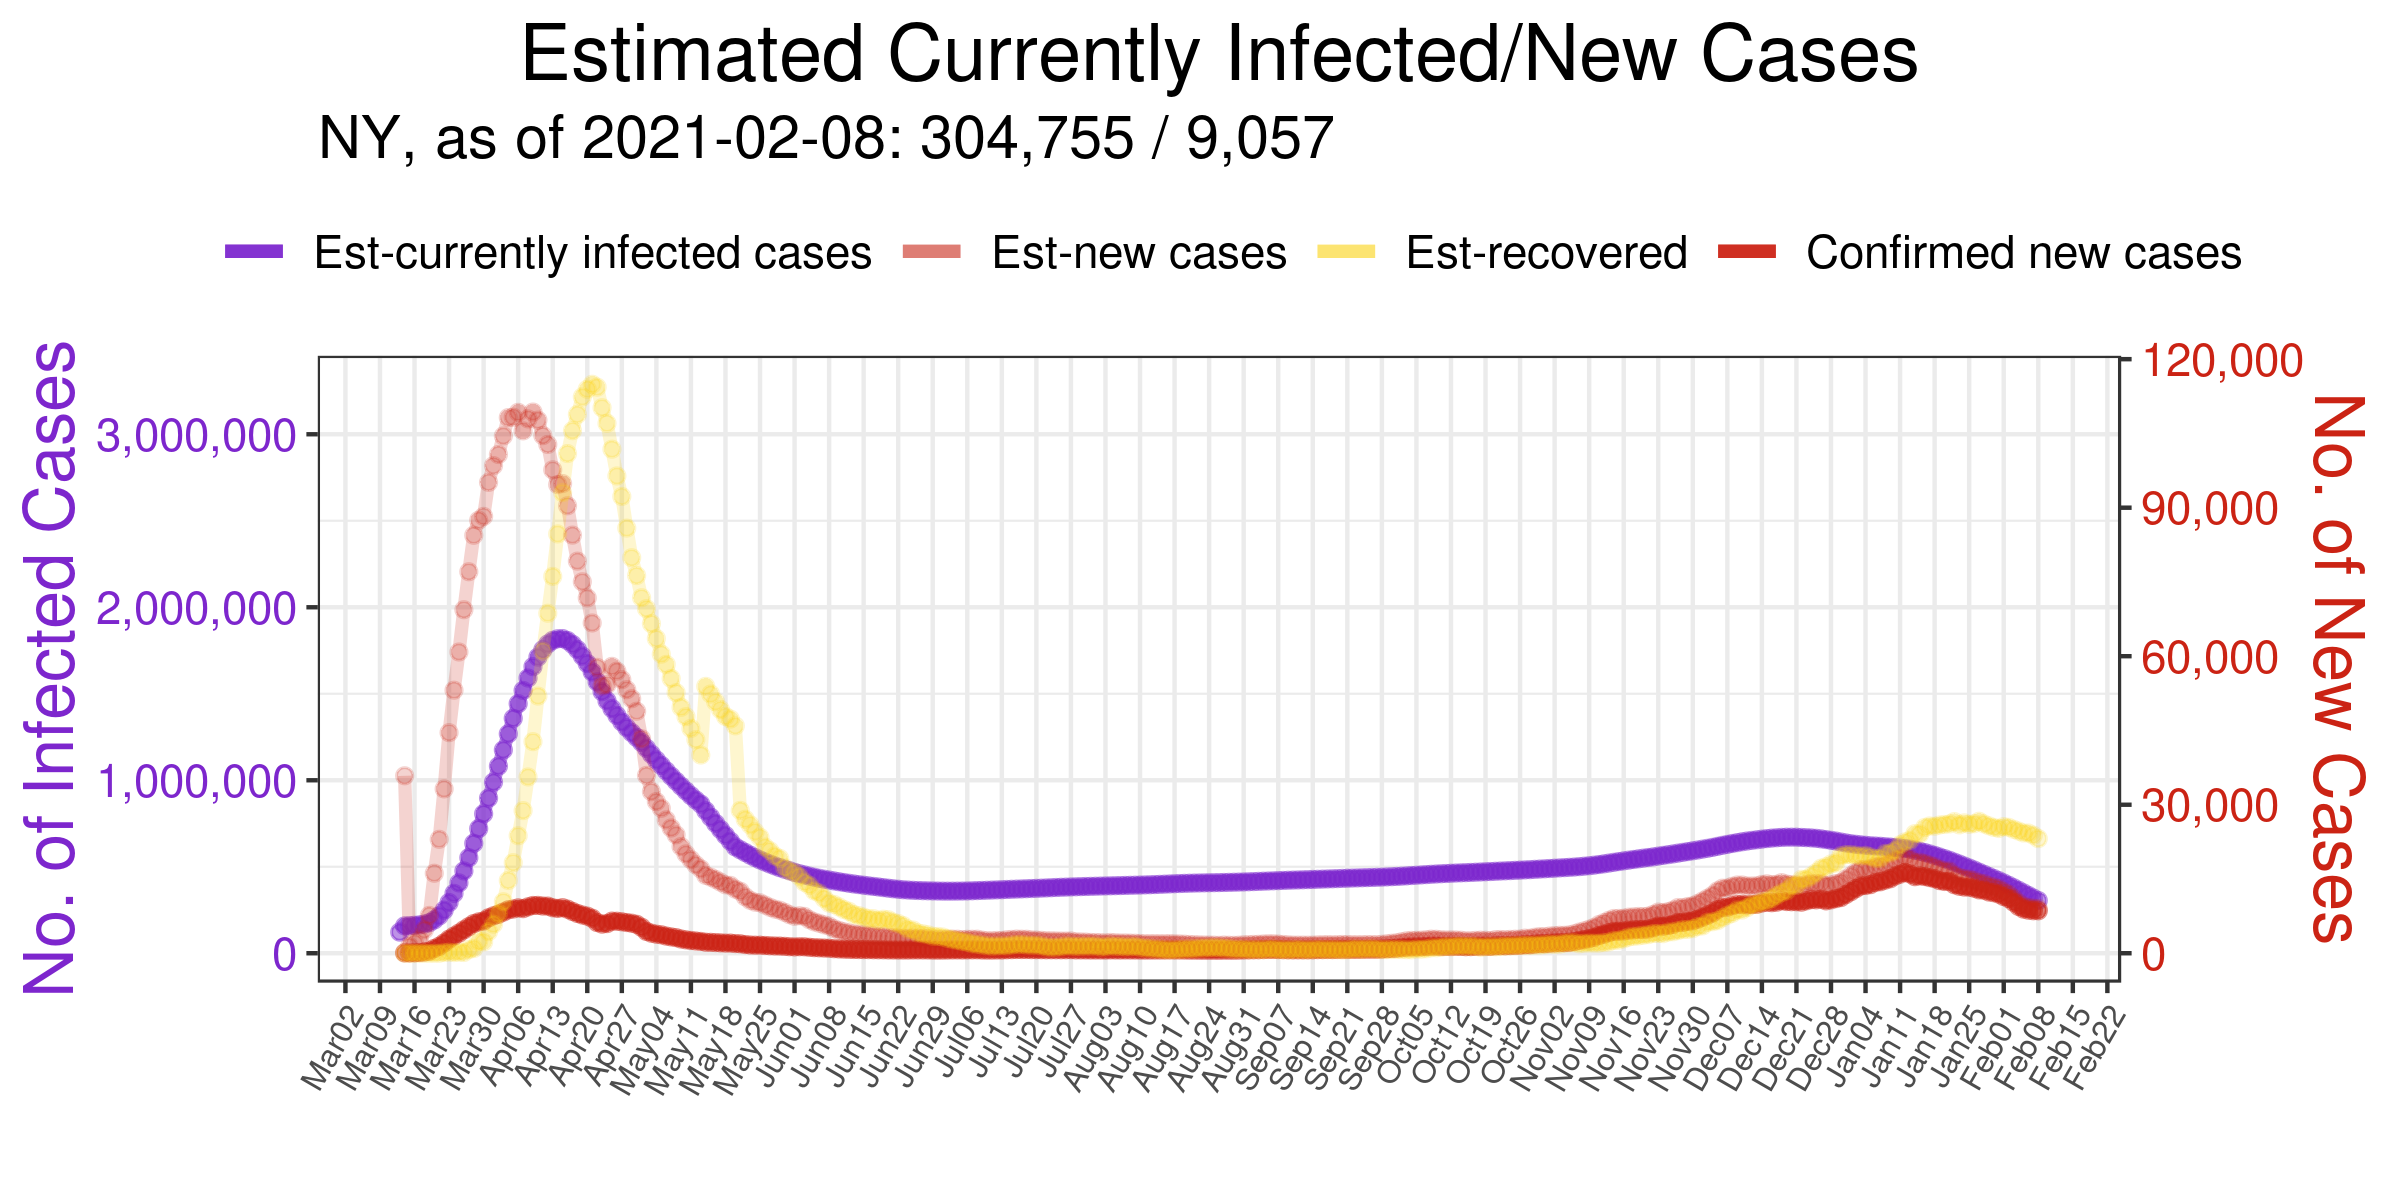 Estimated Currently Infected/New Cases
NY, as of 2021-02-08: 304,755 / 9,057
Est-currently infected cases Est-new cases Est-recovered Confirmed new cases
No. of Infected Cases
3,000,000
2,000,000
1,000,000
0
120,000
90,000
60,000
30,000
0
No. of New Cases
Mar02 Mar09 Mar16 Mar23 Mar30 Apr06 Apr13 Apr20 Apr27 May04 May11 May18 May25 Jun01 Jun08 Jun15 Jun22 Jun29 Jul06 Jul13 Jul20 Jul27 Aug03 Aug10 Aug17 Aug24 Aug31 Sep07 Sep14 Sep21 Sep28 Oct05 Oct12 Oct19 Oct26 Nov02 Nov09 Nov16 Nov23 Nov30 Dec07 Dec14 Dec21 Dec28 Dec04 Jan11 Jan18 Jan25 Feb01 Feb08 Feb15 Feb22